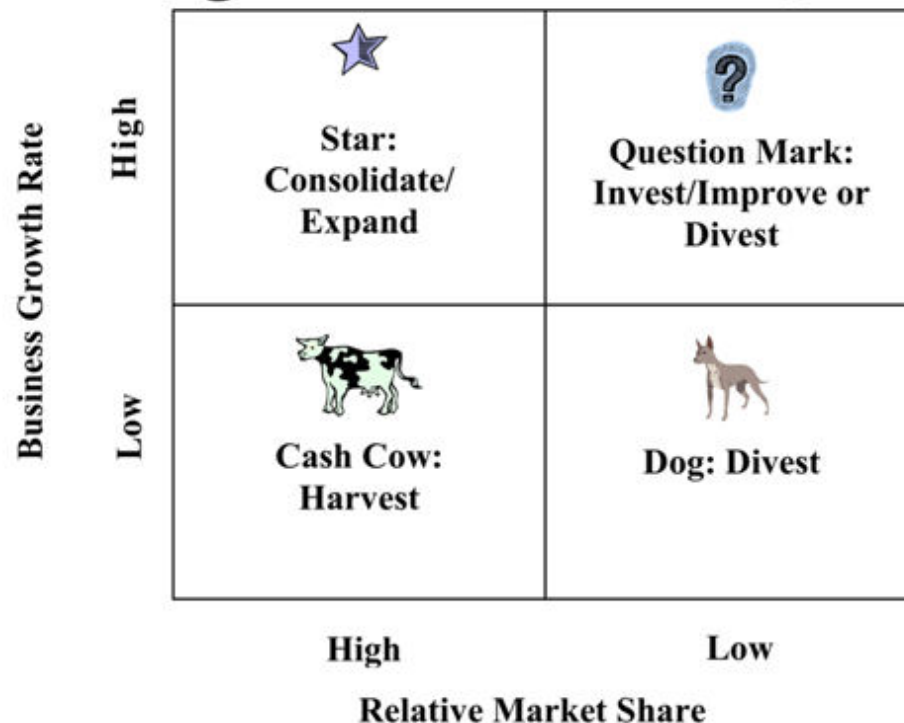 High
Star:
Consolidate/
Expand
?
Question Mark:
Invest/Improve or
Divest
Business Growth Rate
Low
Cash Cow:
Harvest
Dog: Divest
High
Low
Relative Market Share